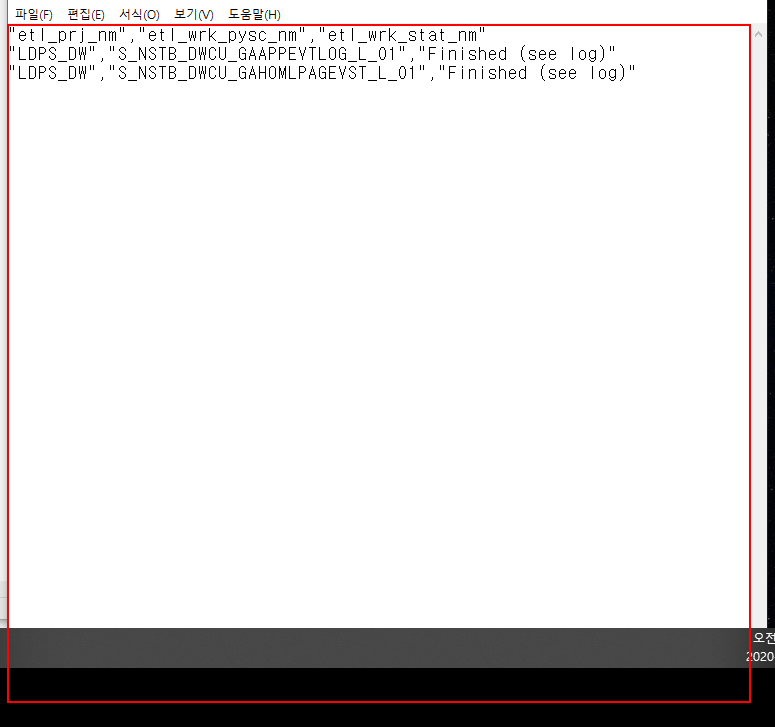 파일(F) 편집(E) 서식(O) 보기(V) 도움말(H)
"etl_prj_nm","etl_wrk_pysc_nm","etl_wrk_stat_nm"
"LDPS_DW","S_NSTB_DWCU_GAAPPEVTLOG_L_01","Finished (see log)"
"LDPS_DW","S_NSTB_DWCU_GAHOMLPAGEVST_L_01","Finished (see log)"
오전
2020-